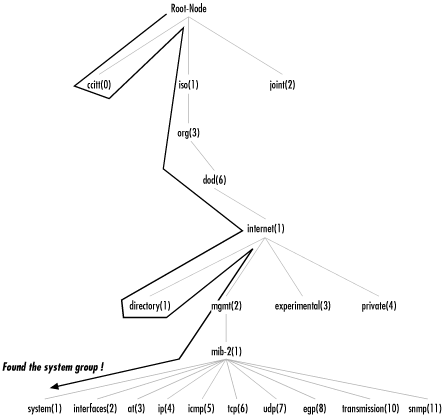 Root-Node
ccitt(0) iso(1) joint(2)
org(3)
dod(6)
internet(1)
directory(1) mgmt(2) experimental(3) private(4)
mib-2(1)
Found the system group !
system(1) interfaces(2) at(3) ip(4) icmp(5) tcp(6) udp(7) egp(8) transmission(10) snmp(11)